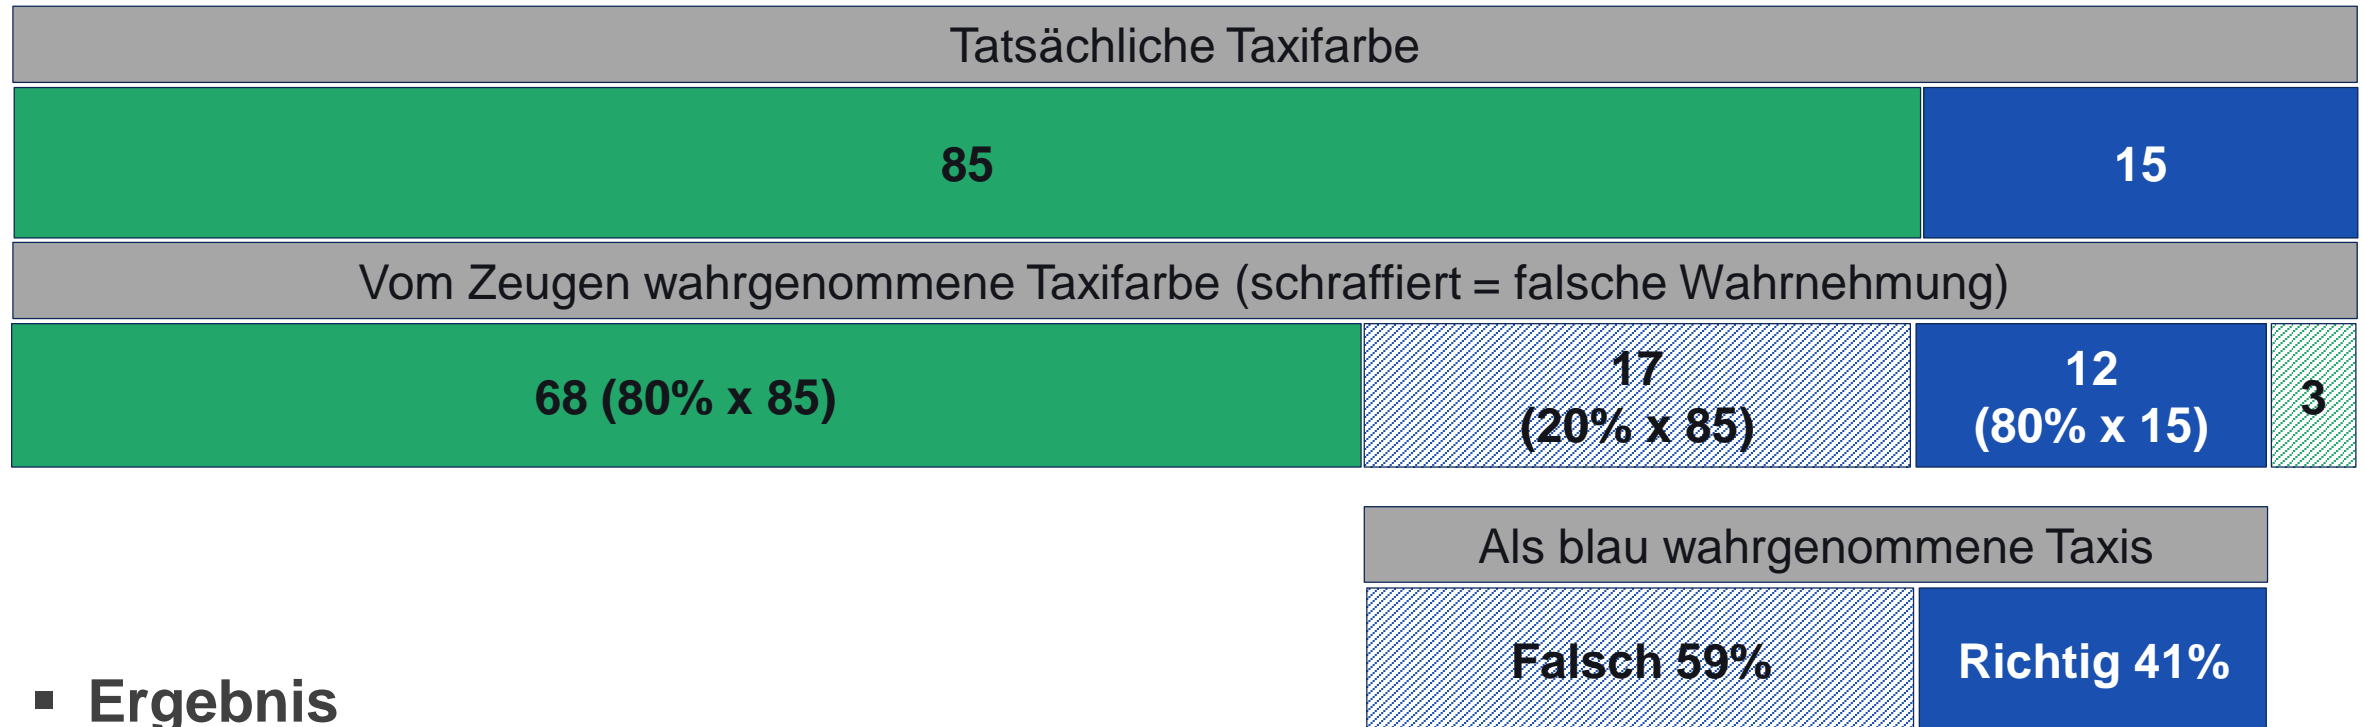 Tatsächliche Taxifarbe
85
15
Vom Zeugen wahrgenommene Taxifarbe (schraffiert = falsche Wahrnehmung)
68 (80% x 85)
17
(20% x 85)
12
(80% x 15)
3
Als blau wahrgenommene Taxis
Falsch 59%
Richtig 41%
▪ Ergebnis